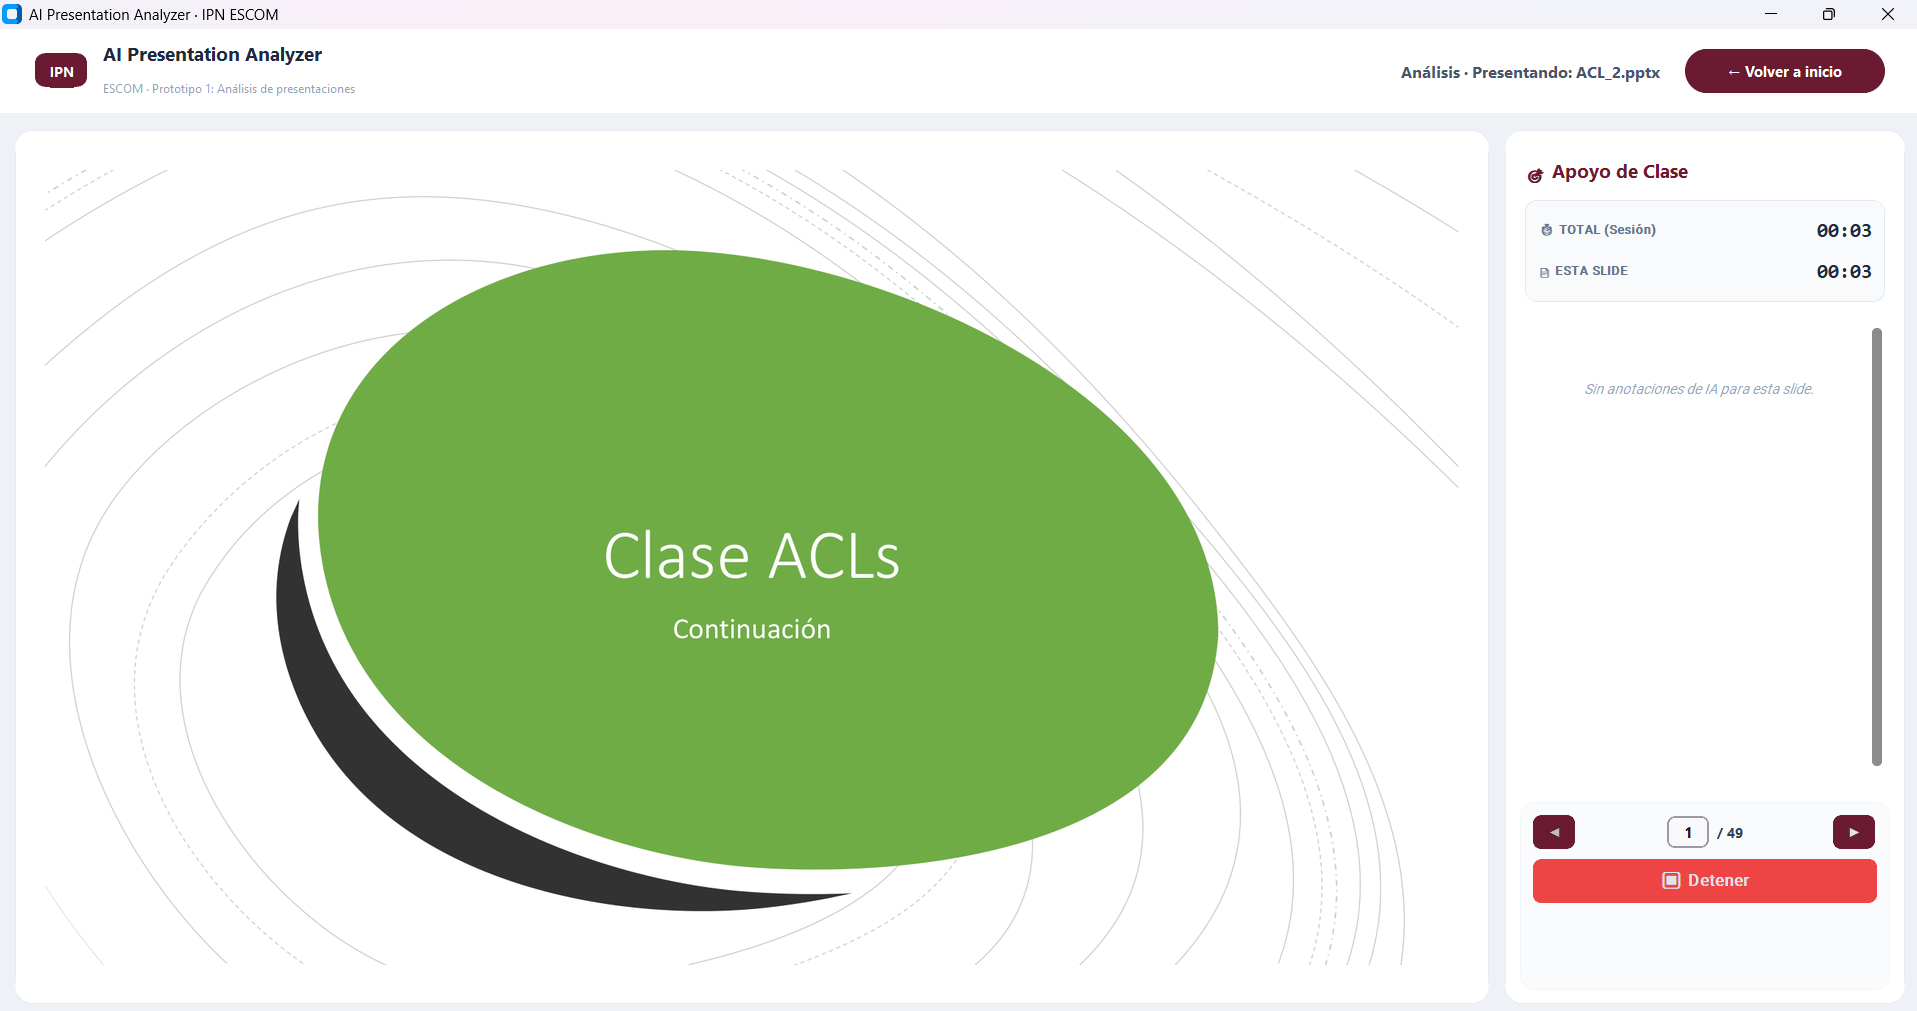 AI Presentation Analyzer · IPN ESCOM
IPN
AI Presentation Analyzer
ESCOM · Prototipo 1: Análisis de presentaciones
Análisis · Presentando: ACL_2.pptx
← Volver a inicio
Clase ACLs
Continuación
Apoyo de Clase
TOTAL (Sesión) 00:03
ESTA SLIDE 00:03
Sin anotaciones de IA para esta slide.
1 / 49
Detener